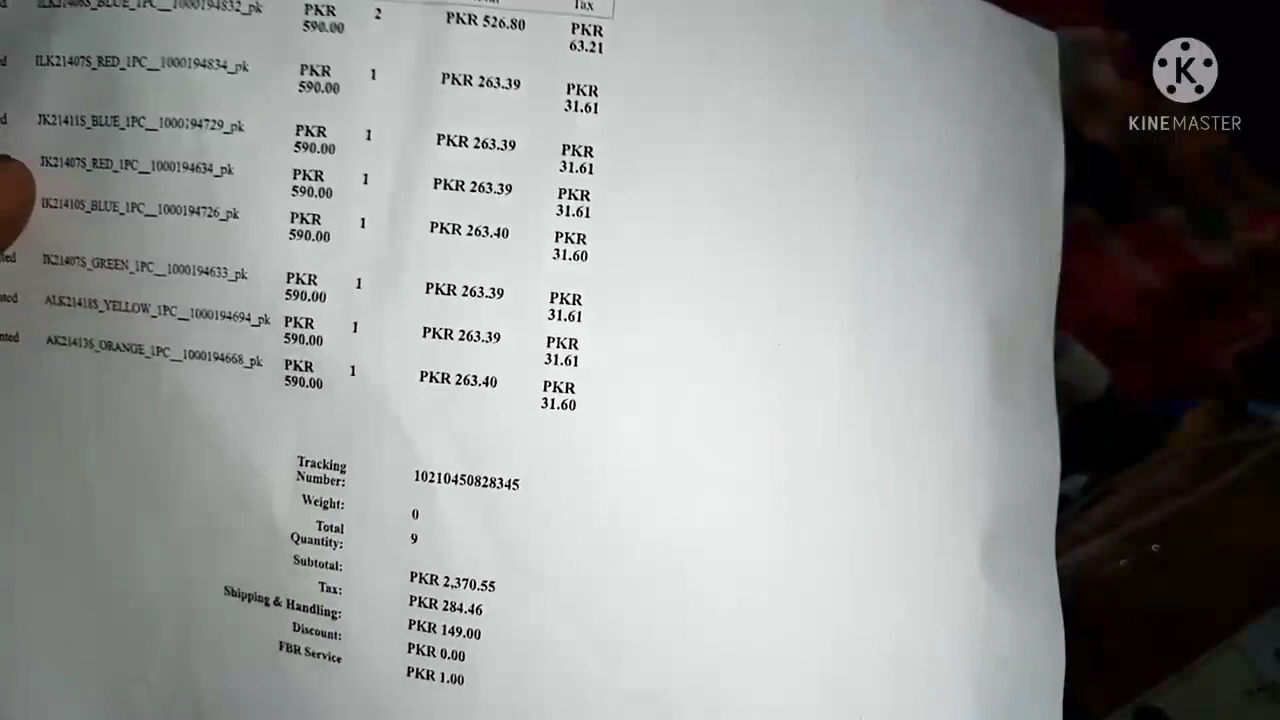 Tax
BLUE_1PC__1000194832_pk PKR 590.00 2 PKR 526.80 PKR 63.21
ILK21407S_RED_1PC__1000194834_pk PKR 590.00 1 PKR 263.39 PKR 31.61
JK21411S_BLUE_1PC__1000194729_pk PKR 590.00 1 PKR 263.39 PKR 31.61
JK21407S_RED_1PC__1000194634_pk PKR 590.00 1 PKR 263.39 PKR 31.61
IK21410S_BLUE_1PC__1000194726_pk PKR 590.00 1 PKR 263.40 PKR 31.60
JK21407S_GREEN_1PC__1000194633_pk PKR 590.00 1 PKR 263.39 PKR 31.61
ALK21418S_YELLOW_1PC__1000194694_pk PKR 590.00 1 PKR 263.39 PKR 31.61
AK21413S_ORANGE_1PC__1000194668_pk PKR 590.00 1 PKR 263.40 PKR 31.60
Tracking Number: 10210450828345
Weight: 0
Total Quantity: 9
Subtotal: PKR 2,370.55
Tax: PKR 284.46
Shipping & Handling: PKR 149.00
Discount: PKR 0.00
FBR Service PKR 1.00
K
KINEMASTER